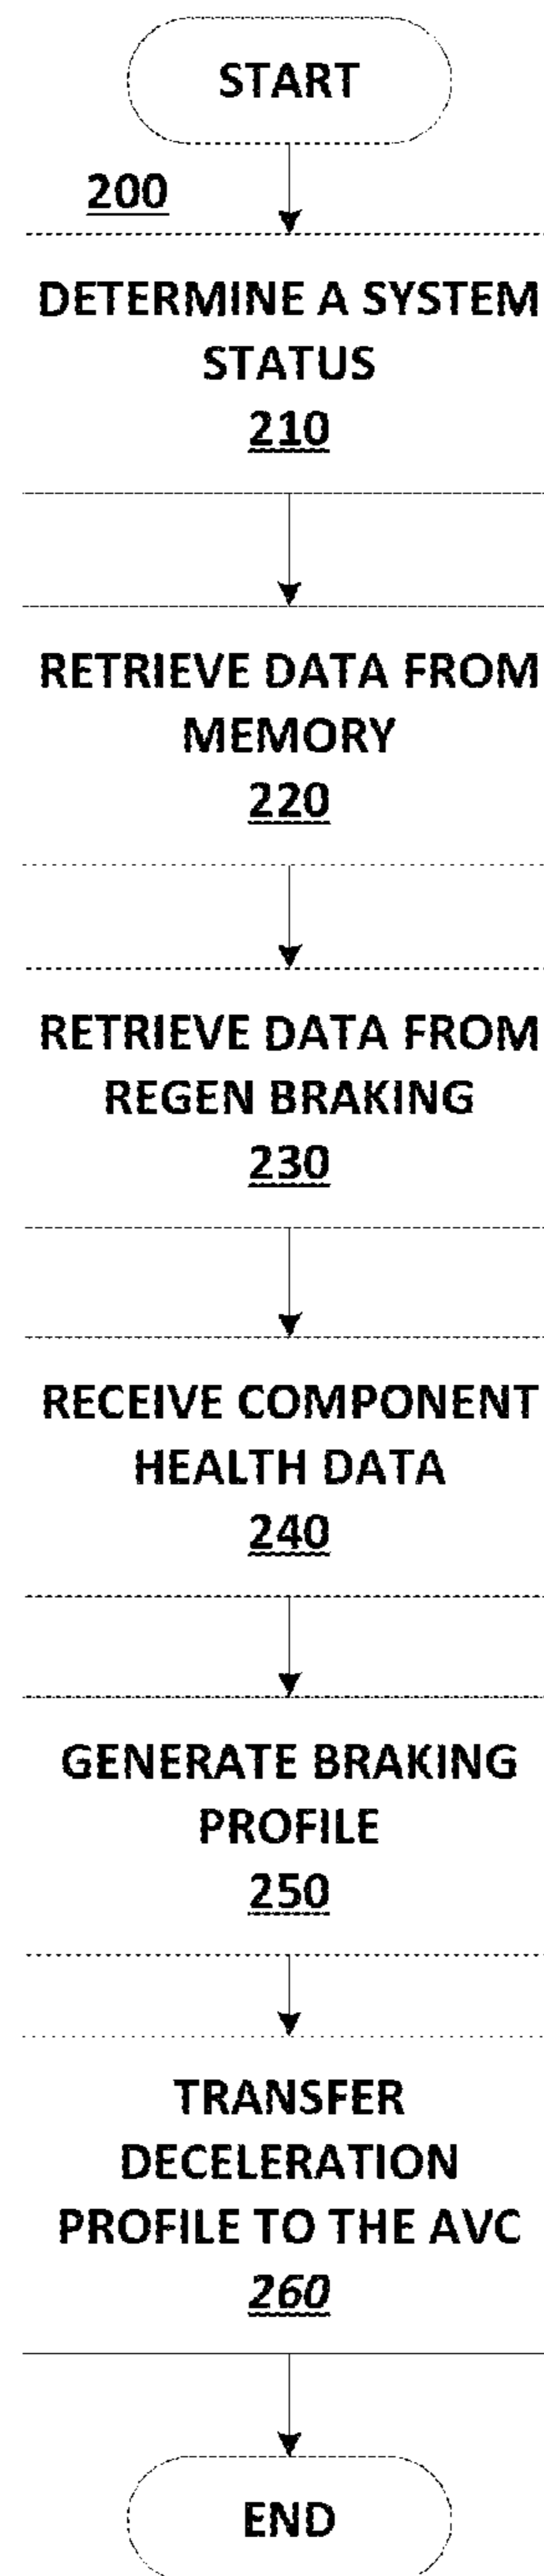 START
200
DETERMINE A SYSTEM
STATUS
210
RETRIEVE DATA FROM
MEMORY
220
RETRIEVE DATA FROM
REGEN BRAKING
230
RECEIVE COMPONENT
HEALTH DATA
240
GENERATE BRAKING
PROFILE
250
TRANSFER
DECELERATION
PROFILE TO THE AVC
260
END